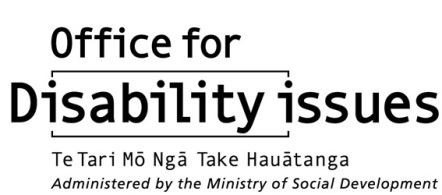 Office for
Disability issues
Te Tari Mō Ngā Take Hauātanga
Administered by the Ministry of Social Development